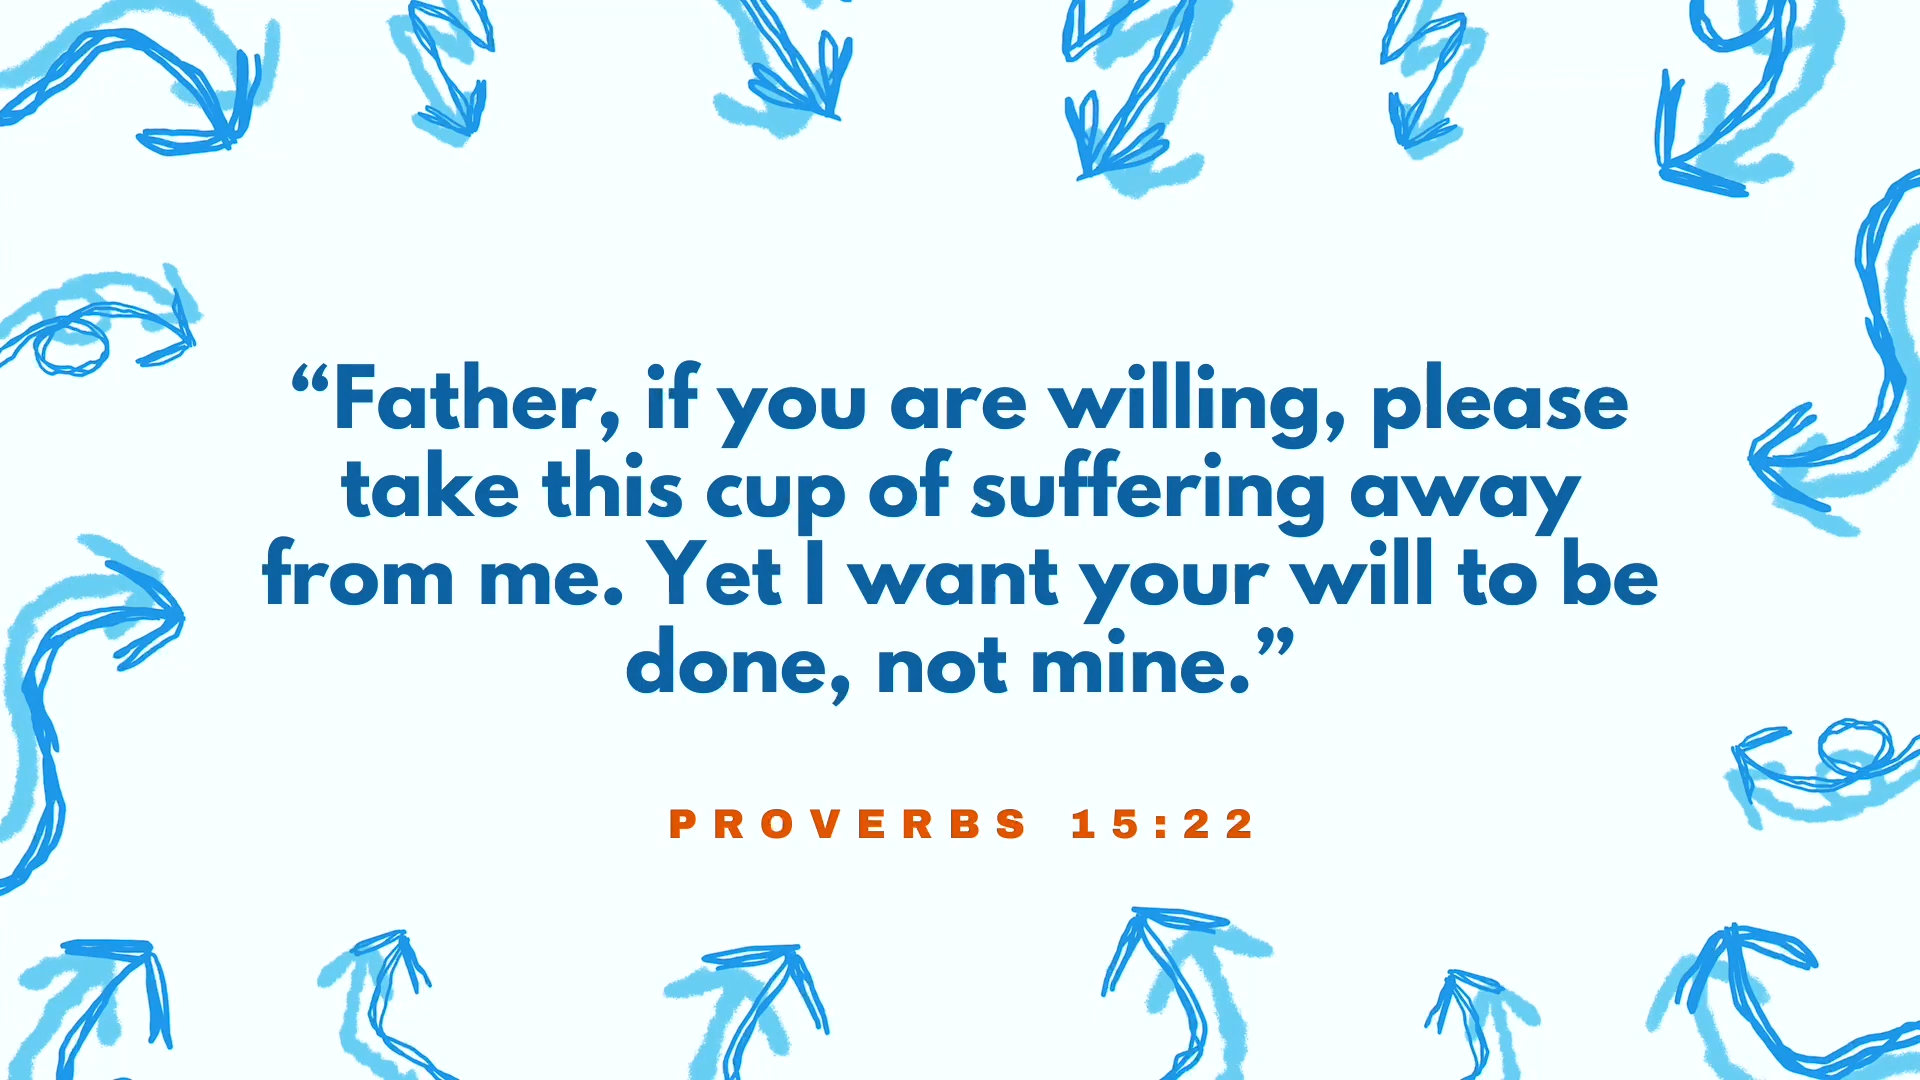 “Father, if you are willing, please
take this cup of suffering away
from me. Yet I want your will to be
done, not mine.”
PROVERBS 15:22